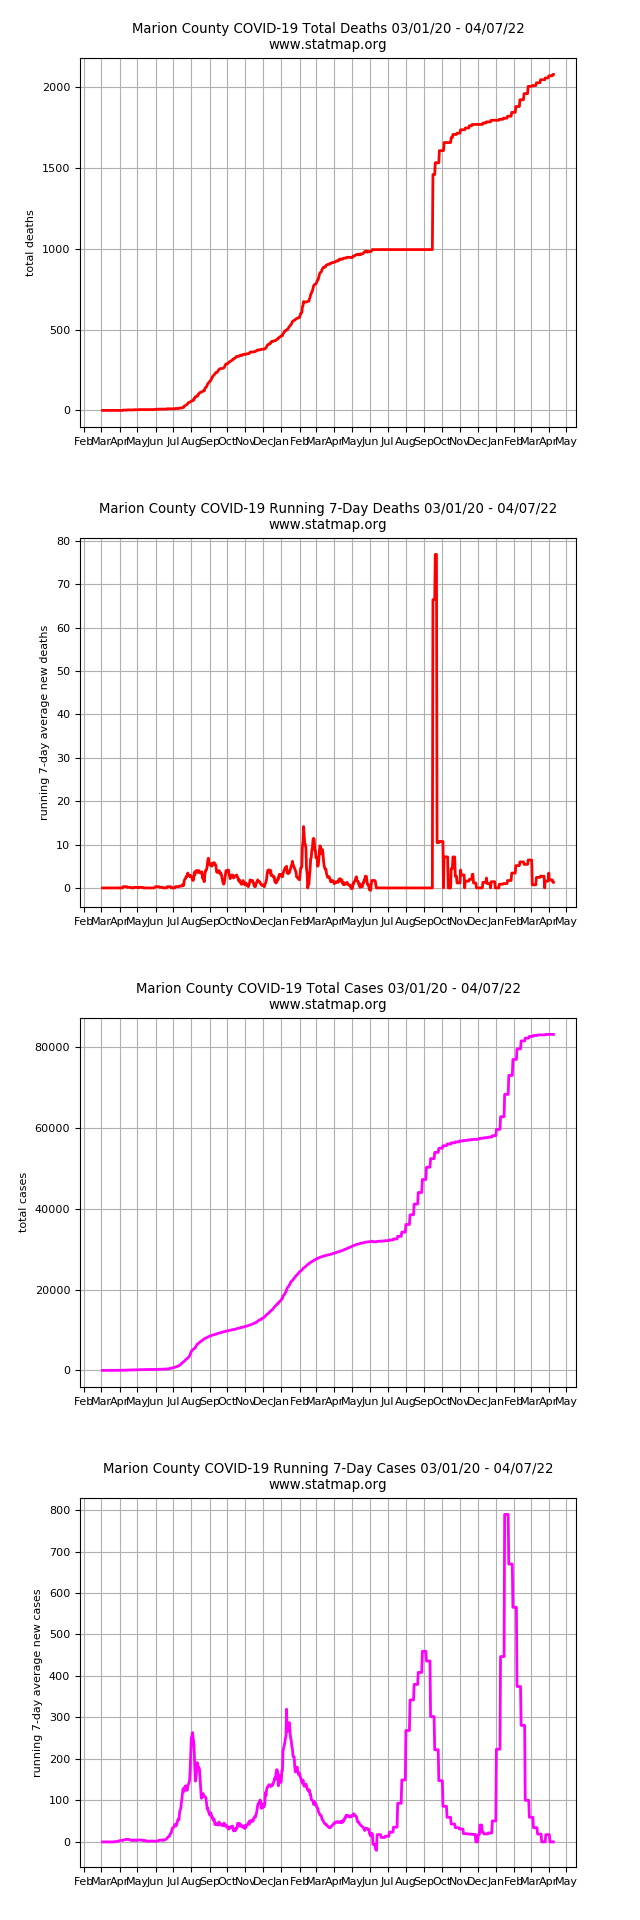 Marion County COVID-19 Total Deaths 03/01/20 - 04/07/22
www.statmap.org
total deaths
2000
1500
1000
500
0
Feb Mar Apr May Jun Jul Aug Sep Oct Nov Dec Jan Feb Mar Apr May Jun Jul Aug Sep Oct Nov Dec Jan Feb Mar Apr May
Marion County COVID-19 Running 7-Day Deaths 03/01/20 - 04/07/22
www.statmap.org
running 7-day average new deaths
80
70
60
50
40
30
20
10
0
Feb Mar Apr May Jun Jul Aug Sep Oct Nov Dec Jan Feb Mar Apr May Jun Jul Aug Sep Oct Nov Dec Jan Feb Mar Apr May
Marion County COVID-19 Total Cases 03/01/20 - 04/07/22
www.statmap.org
total cases
80000
60000
40000
20000
0
Feb Mar Apr May Jun Jul Aug Sep Oct Nov Dec Jan Feb Mar Apr May Jun Jul Aug Sep Oct Nov Dec Jan Feb Mar Apr May
Marion County COVID-19 Running 7-Day Cases 03/01/20 - 04/07/22
www.statmap.org
running 7-day average new cases
800
700
600
500
400
300
200
100
0
Feb Mar Apr May Jun Jul Aug Sep Oct Nov Dec Jan Feb Mar Apr May Jun Jul Aug Sep Oct Nov Dec Jan Feb Mar Apr May